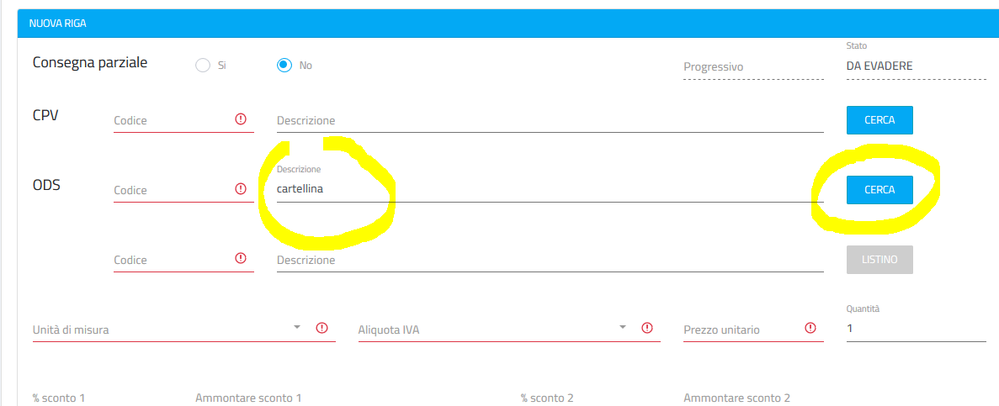 NUOVA RIGA
Stato
Consegna parziale Si No Progressivo DA EVADERE
CPV Codice Descrizione CERCA
Descrizione
ODS Codice cartellina CERCA
Codice Descrizione LISTINO
Quantità
Unità di misura Aliquota IVA Prezzo unitario 1
% sconto 1 Ammontare sconto 1 % sconto 2 Ammontare sconto 2